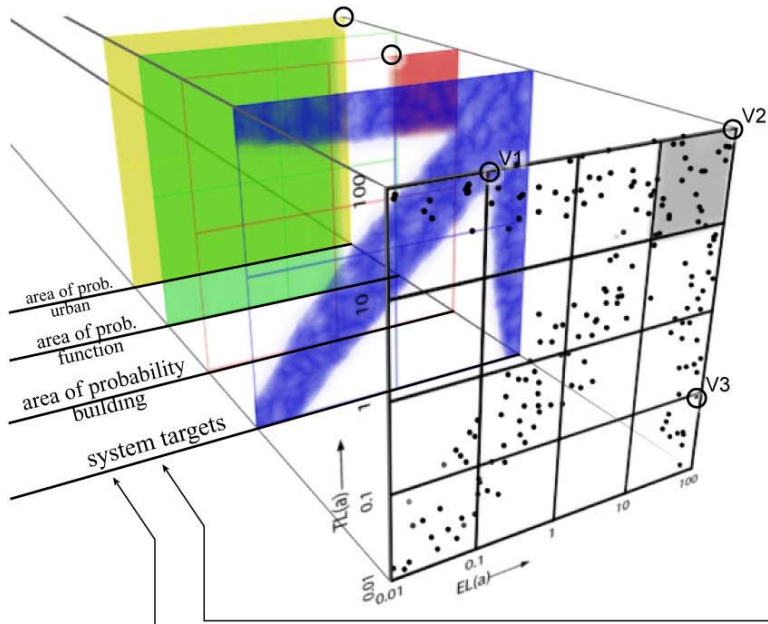 V2
V1
100
area of prob.
urban
10
area of prob.
function
area of probability
building
V3
1
system targets
TL(a)
0.1
100
10
1
0.1
0.01
0.01
EL(a)